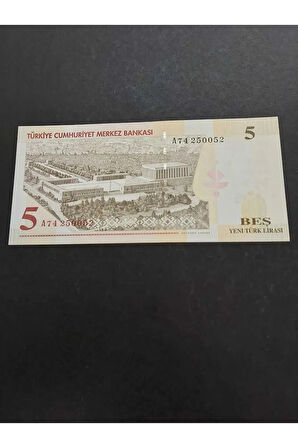 TÜRKİYE CUMHURİYET MERKEZ BANKASI
A74 250052
5
5
A74 250052
BEŞ
YENİ TÜRK LİRASI